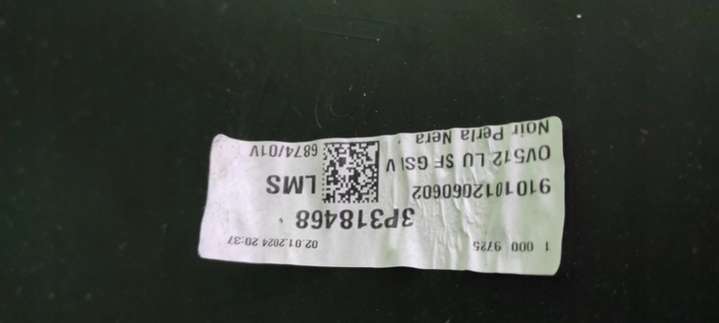 1 000 9725 02.01.2024 20:37
3P318468
9101012060602 LMS
OV512 LU SF GSI V 6874/01V
Noir Perla Nera